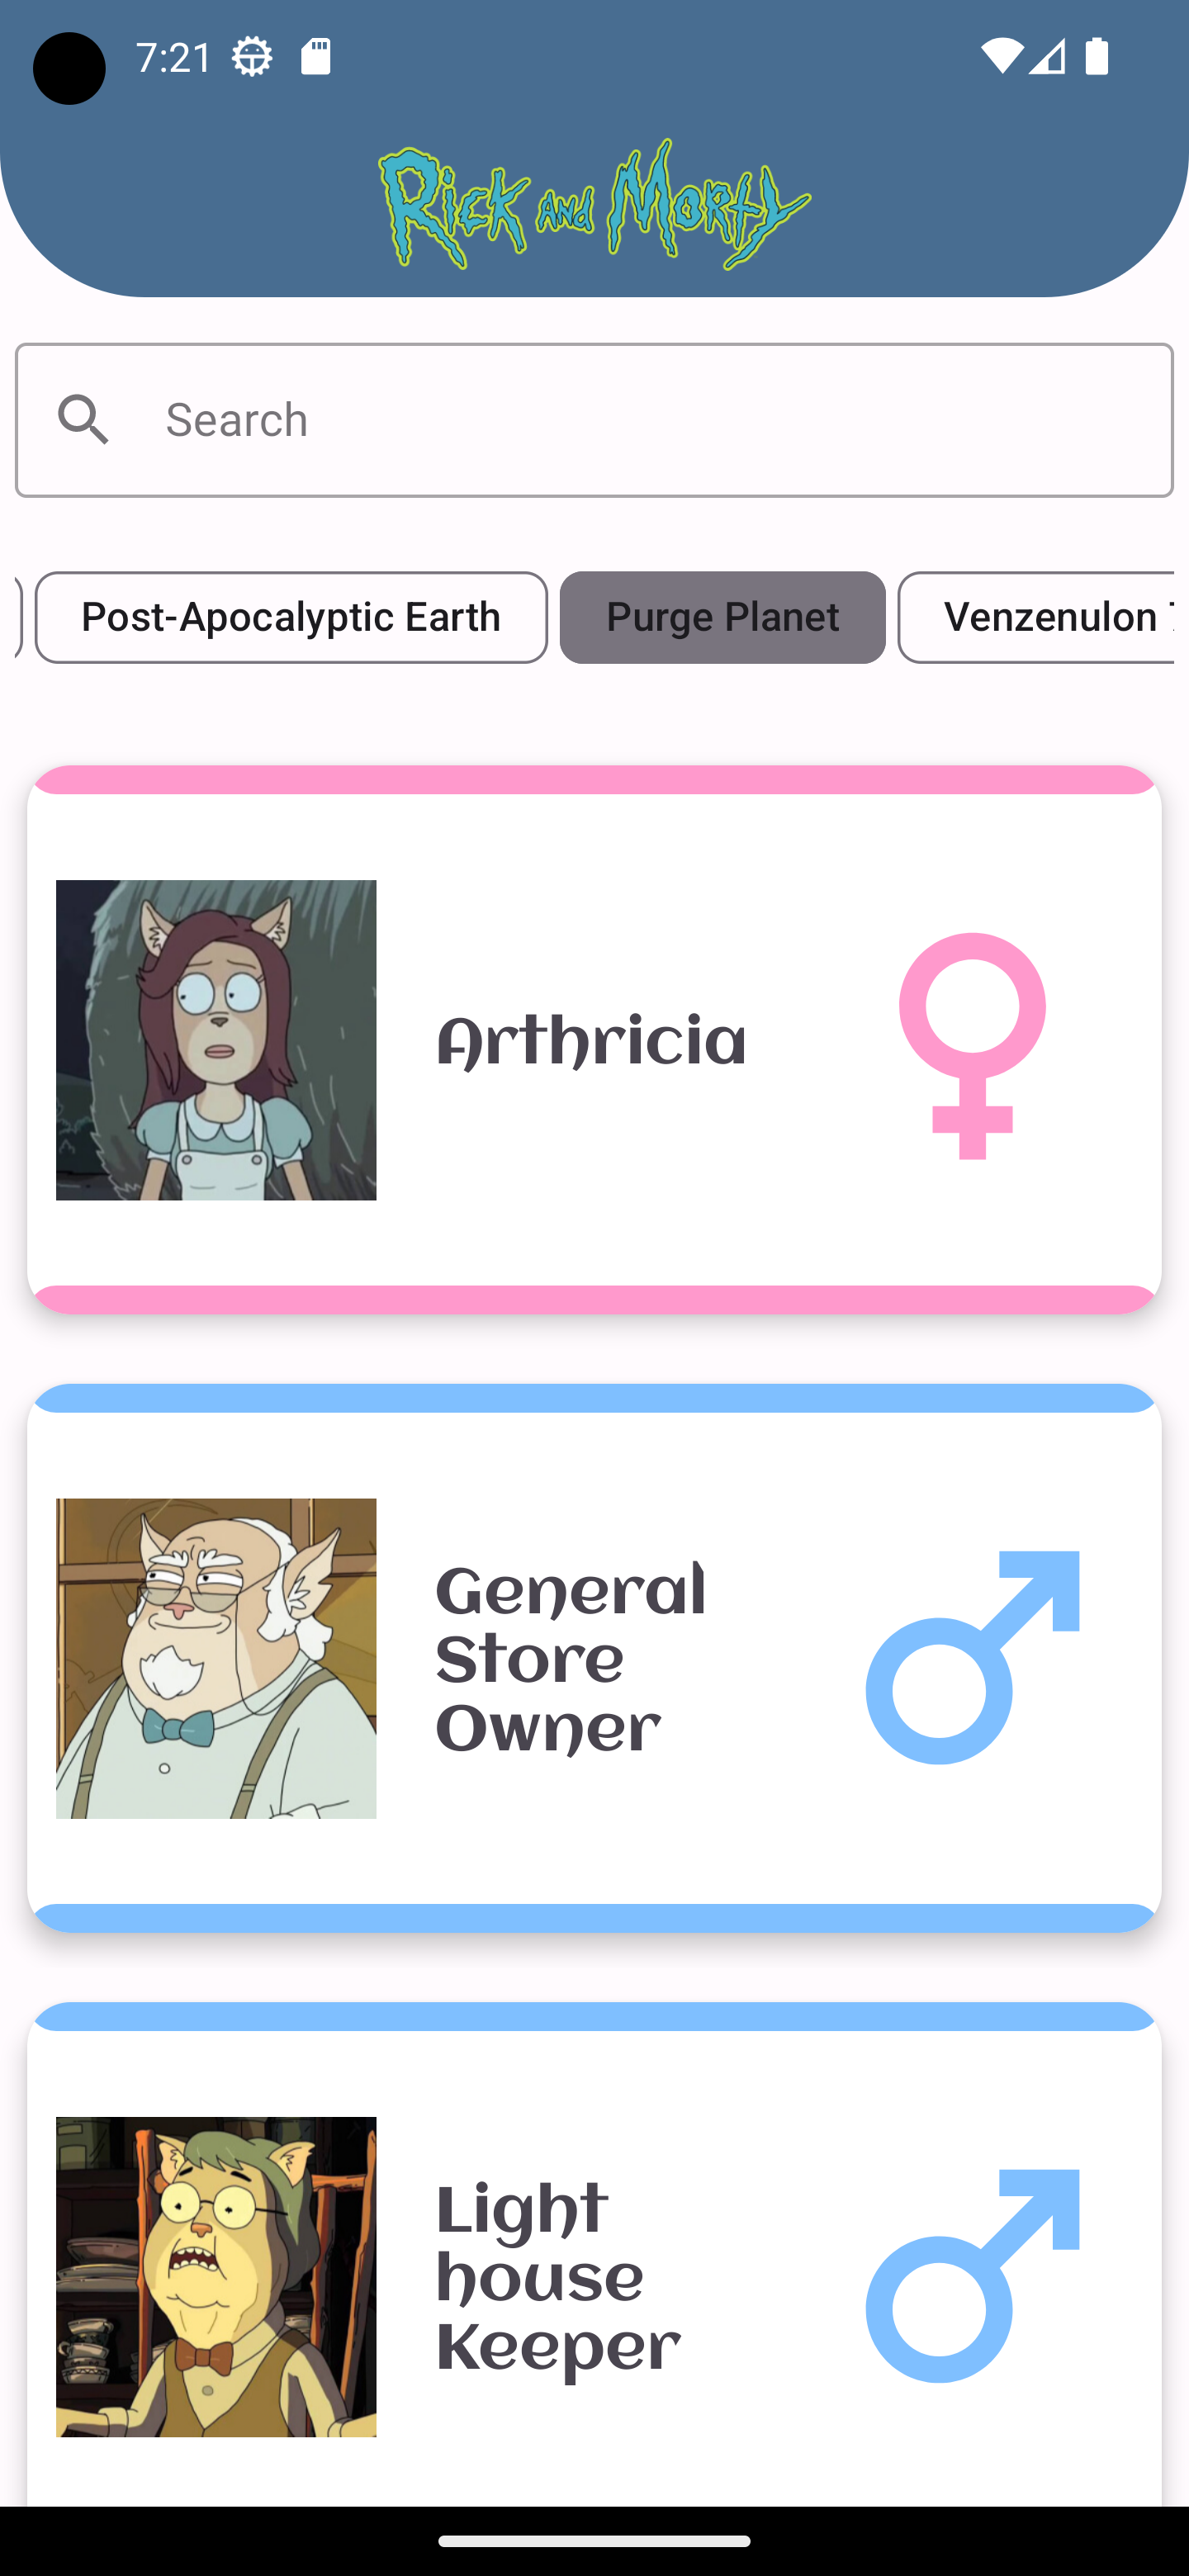 7:21
Rick and Morty
Search
Post-Apocalyptic Earth
Purge Planet
Venzenulon
Arthricia
General
Store
Owner
Light
house
Keeper